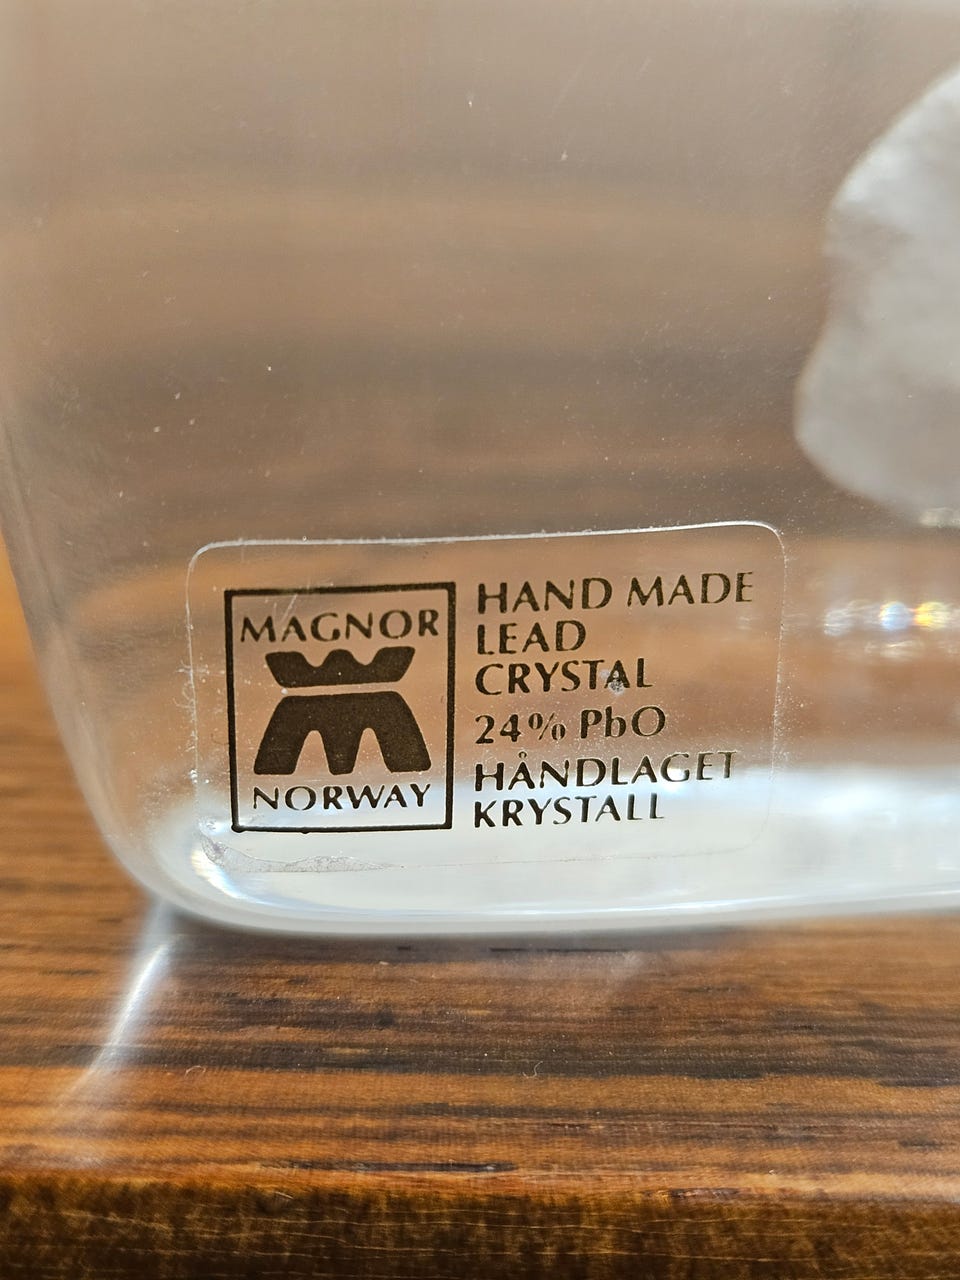 MAGNOR
NORWAY
HAND MADE
LEAD
CRYSTAL
24% PbO
HÅNDLAGET
KRYSTALL